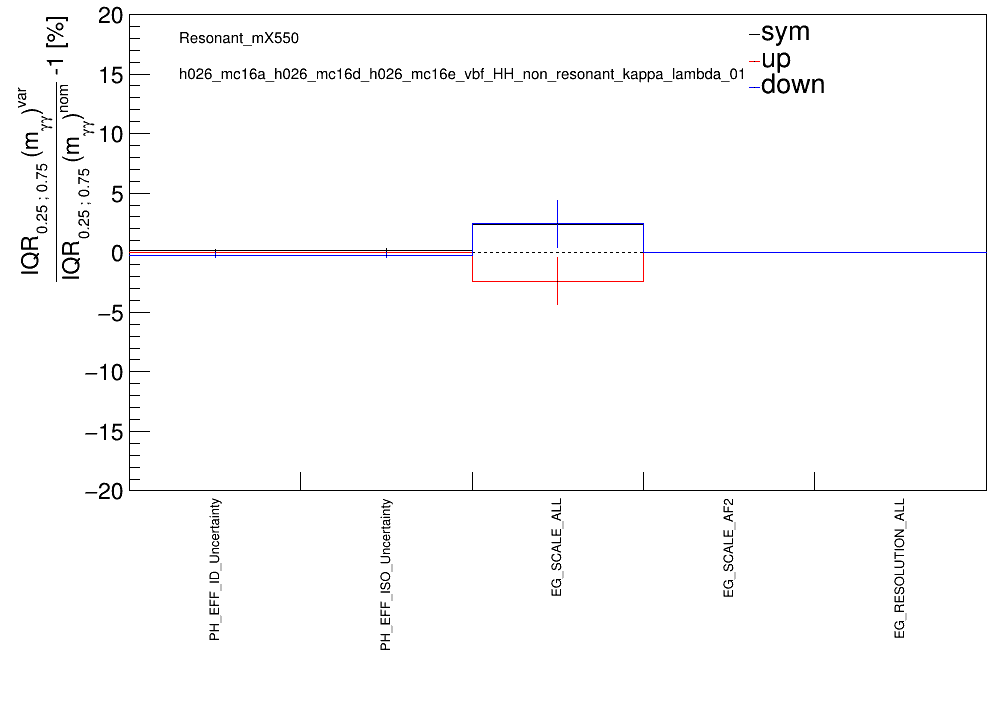 IQR0.25 ; 0.75 (mγγ)var
IQR0.25 ; 0.75 (mγγ)nom -1 [%]
Resonant_mX550
h026_mc16a_h026_mc16d_h026_mc16e_vbf_HH_non_resonant_kappa_lambda_01
sym
up
down
20
15
10
5
0
−5
−10
−15
−20
PH_EFF_ID_Uncertainty
PH_EFF_ISO_Uncertainty
EG_SCALE_ALL
EG_SCALE_AF2
EG_RESOLUTION_ALL